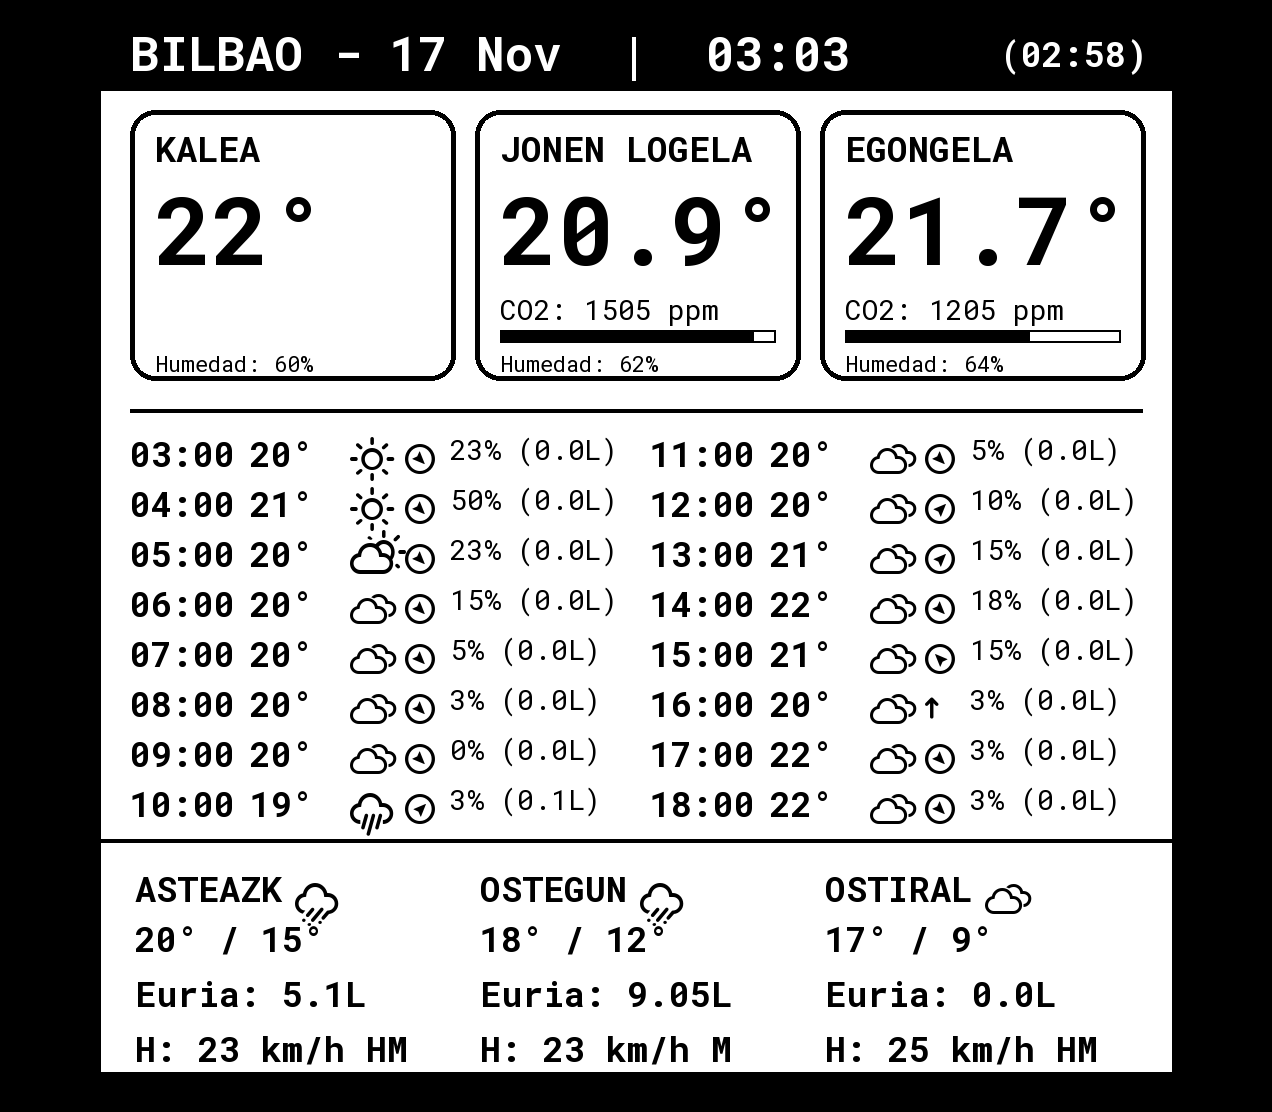 BILBAO - 17 Nov | 03:03 (02:58)
KALEA
22°
Humedad: 60%
JONEN LOGELA
20.9°
CO2: 1505 ppm
Humedad: 62%
EGONGELA
21.7°
CO2: 1205 ppm
Humedad: 64%
03:00 20° 23% (0.0L)
04:00 21° 50% (0.0L)
05:00 20° 23% (0.0L)
06:00 20° 15% (0.0L)
07:00 20° 5% (0.0L)
08:00 20° 3% (0.0L)
09:00 20° 0% (0.0L)
10:00 19° 3% (0.1L)
11:00 20° 5% (0.0L)
12:00 20° 10% (0.0L)
13:00 21° 15% (0.0L)
14:00 22° 18% (0.0L)
15:00 21° 15% (0.0L)
16:00 20° 3% (0.0L)
17:00 22° 3% (0.0L)
18:00 22° 3% (0.0L)
ASTEAZK
20° / 15°
Euria: 5.1L
H: 23 km/h HM
OSTEGUN
18° / 12°
Euria: 9.05L
H: 23 km/h M
OSTIRAL
17° / 9°
Euria: 0.0L
H: 25 km/h HM